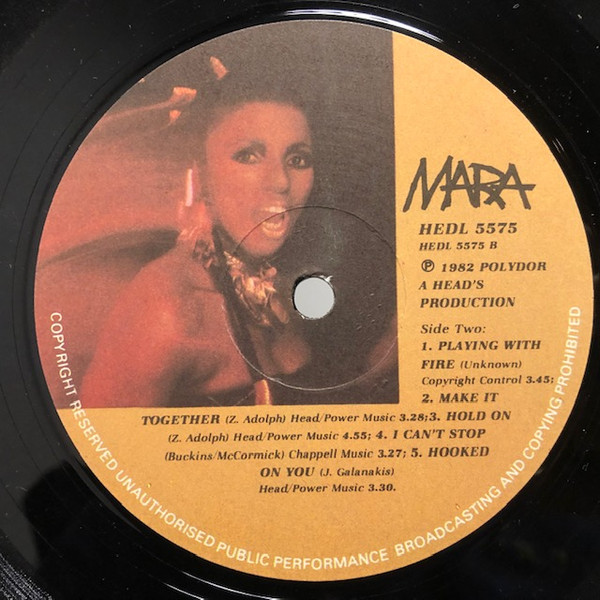 MARA
HEDL 5575
HEDL 5575 B
℗ 1982 POLYDOR
A HEAD'S
PRODUCTION
Side Two:
1. PLAYING WITH
FIRE (Unknown)
Copyright Control 3.45;
2. MAKE IT
TOGETHER (Z. Adolph) Head/Power Music 3.28;3. HOLD ON
(Z. Adolph) Head/Power Music 4.55; 4. I CAN'T STOP
(Buckins/McCormick) Chappell Music 3.27; 5. HOOKED
ON YOU (J. Galanakis)
Head/Power Music 3.30.
COPYRIGHT RESERVED UNAUTHORISED PUBLIC PERFORMANCE BROADCASTING AND COPYING PROHIBITED